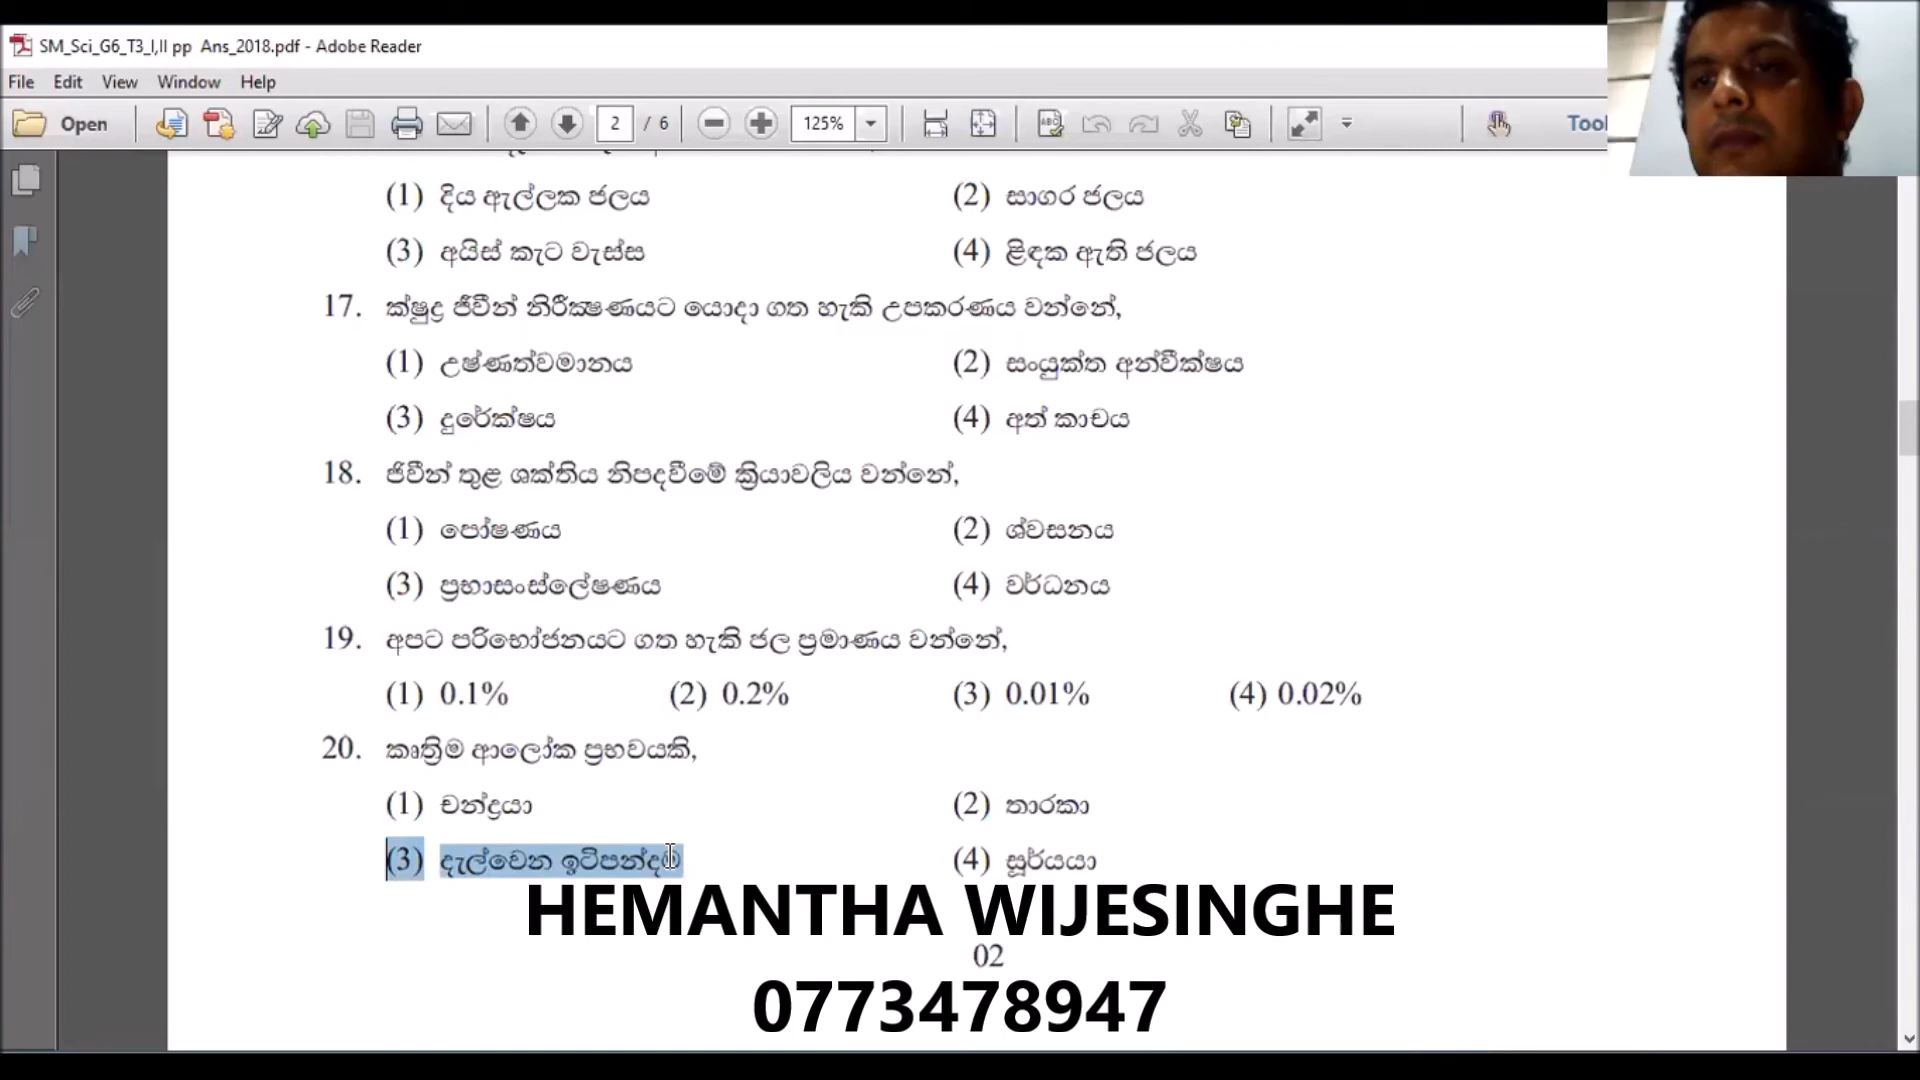 SM_Sci_G6_T3_I,II pp Ans_2018.pdf - Adobe Reader
File Edit View Window Help
Open 2 / 6 125% Tool
(1) දිය ඇල්ලක ජලය (2) සාගර ජලය
(3) අයිස් කැට වැස්ස (4) ළිඳක ඇති ජලය
17. ක්ෂුද්‍ර ජීවීන් නිරීක්‍ෂණයට යොදා ගත හැකි උපකරණය වන්නේ,
(1) උෂ්ණත්වමානය (2) සංයුක්ත අන්වීක්ෂය
(3) දුරේක්ෂය (4) අත් කාචය
18. ජිවීන් තුළ ශක්තිය නිපදවීමේ ක්‍රියාවලිය වන්නේ,
(1) පෝෂණය (2) ශ්වසනය
(3) ප්‍රභාසංස්ලේෂණය (4) වර්ධනය
19. අපට පරිභෝජනයට ගත හැකි ජල ප්‍රමාණය වන්නේ,
(1) 0.1% (2) 0.2% (3) 0.01% (4) 0.02%
20. කෘත්‍රිම ආලෝක ප්‍රභවයකි,
(1) චන්ද්‍රයා (2) තාරකා
(3) දැල්වෙන ඉටිපන්දම (4) සූර්යයා
HEMANTHA WIJESINGHE
02
0773478947